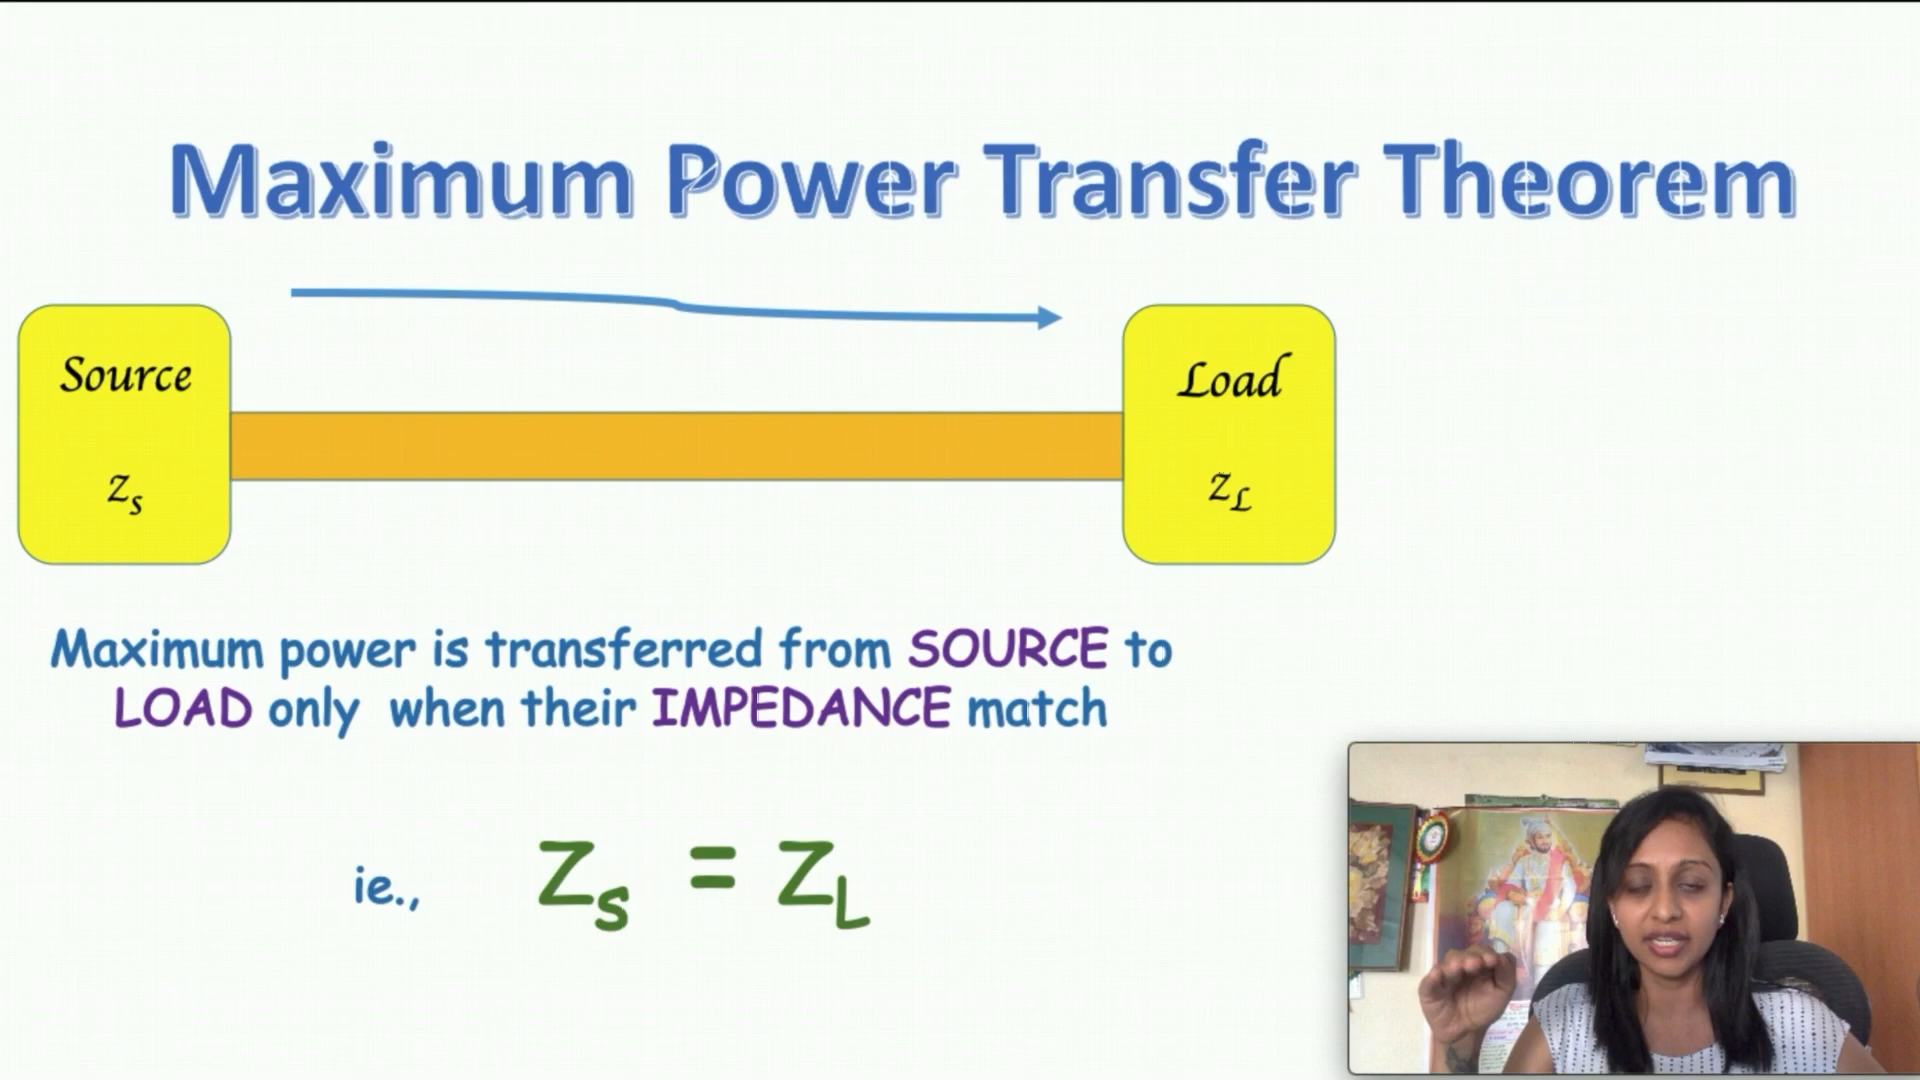 Maximum Power Transfer Theorem
Source
Load
Zs
ZL
Maximum power is transferred from SOURCE to
LOAD only when their IMPEDANCE match
ie., Zs = ZL